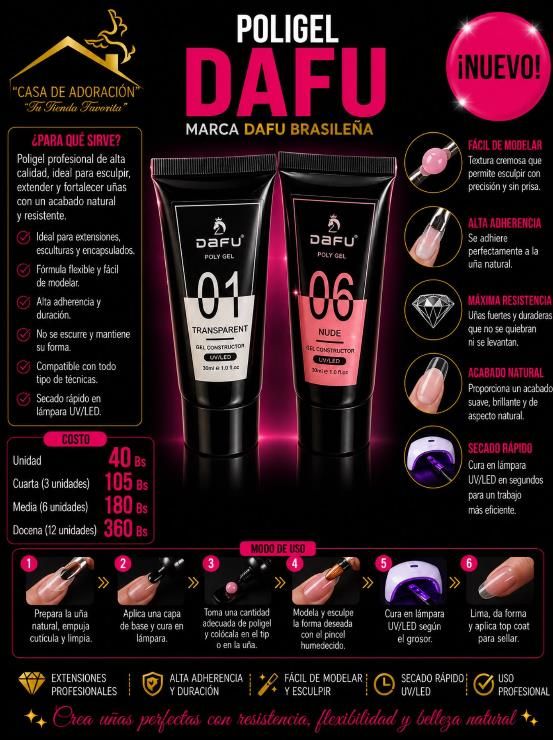 POLIGEL
DAFU
MARCA DAFU BRASILEÑA
"CASA DE ADORACIÓN"
"Tu Tienda Favorita"
¡NUEVO!
¿PARA QUÉ SIRVE?
Poligel profesional de alta
calidad, ideal para esculpir,
extender y fortalecer uñas
con un acabado natural
y resistente.
Ideal para extensiones,
esculturas y encapsulados.
Fórmula flexible y fácil
de modelar.
Alta adherencia y
duración.
No se escurre y mantiene
su forma.
Compatible con todo
tipo de técnicas.
Secado rápido en
lámpara UV/LED.
DAFU
POLY GEL
01
TRANSPARENT
GEL CONSTRUCTOR
UV/LED
30ml e 1.0 fl.oz
DAFU
POLY GEL
06
NUDE
GEL CONSTRUCTOR
UV/LED
30ml e 1.0 fl.oz
FÁCIL DE MODELAR
Textura cremosa que
permite esculpir con
precisión y sin prisa.
ALTA ADHERENCIA
Se adhiere
perfectamente a la
uña natural.
MÁXIMA RESISTENCIA
Uñas fuertes y duraderas
que no se quiebran
ni se levantan.
ACABADO NATURAL
Proporciona un acabado
suave, brillante y de
aspecto natural.
SECADO RÁPIDO
Cura en lámpara
UV/LED en segundos
para un trabajo
más eficiente.
COSTO
Unidad 40 Bs
Cuarta (3 unidades) 105 Bs
Media (6 unidades) 180 Bs
Docena (12 unidades) 360 Bs
MODO DE USO
1
Prepara la uña
natural, empuja
cutícula y limpia.
2
Aplica una capa
de base y cura en
lámpara.
3
Toma una cantidad
adecuada de poligel
y colócala en el tip
o en la uña.
4
Modela y esculpe
la forma deseada
con el pincel
humedecido.
5
Cura en lámpara
UV/LED según
el grosor.
6
Lima, da forma
y aplica top coat
para sellar.
EXTENSIONES
PROFESIONALES
ALTA ADHERENCIA
Y DURACIÓN
FÁCIL DE MODELAR
Y ESCULPIR
SECADO RÁPIDO
UV/LED
USO
PROFESIONAL
Crea uñas perfectas con resistencia, flexibilidad y belleza natural